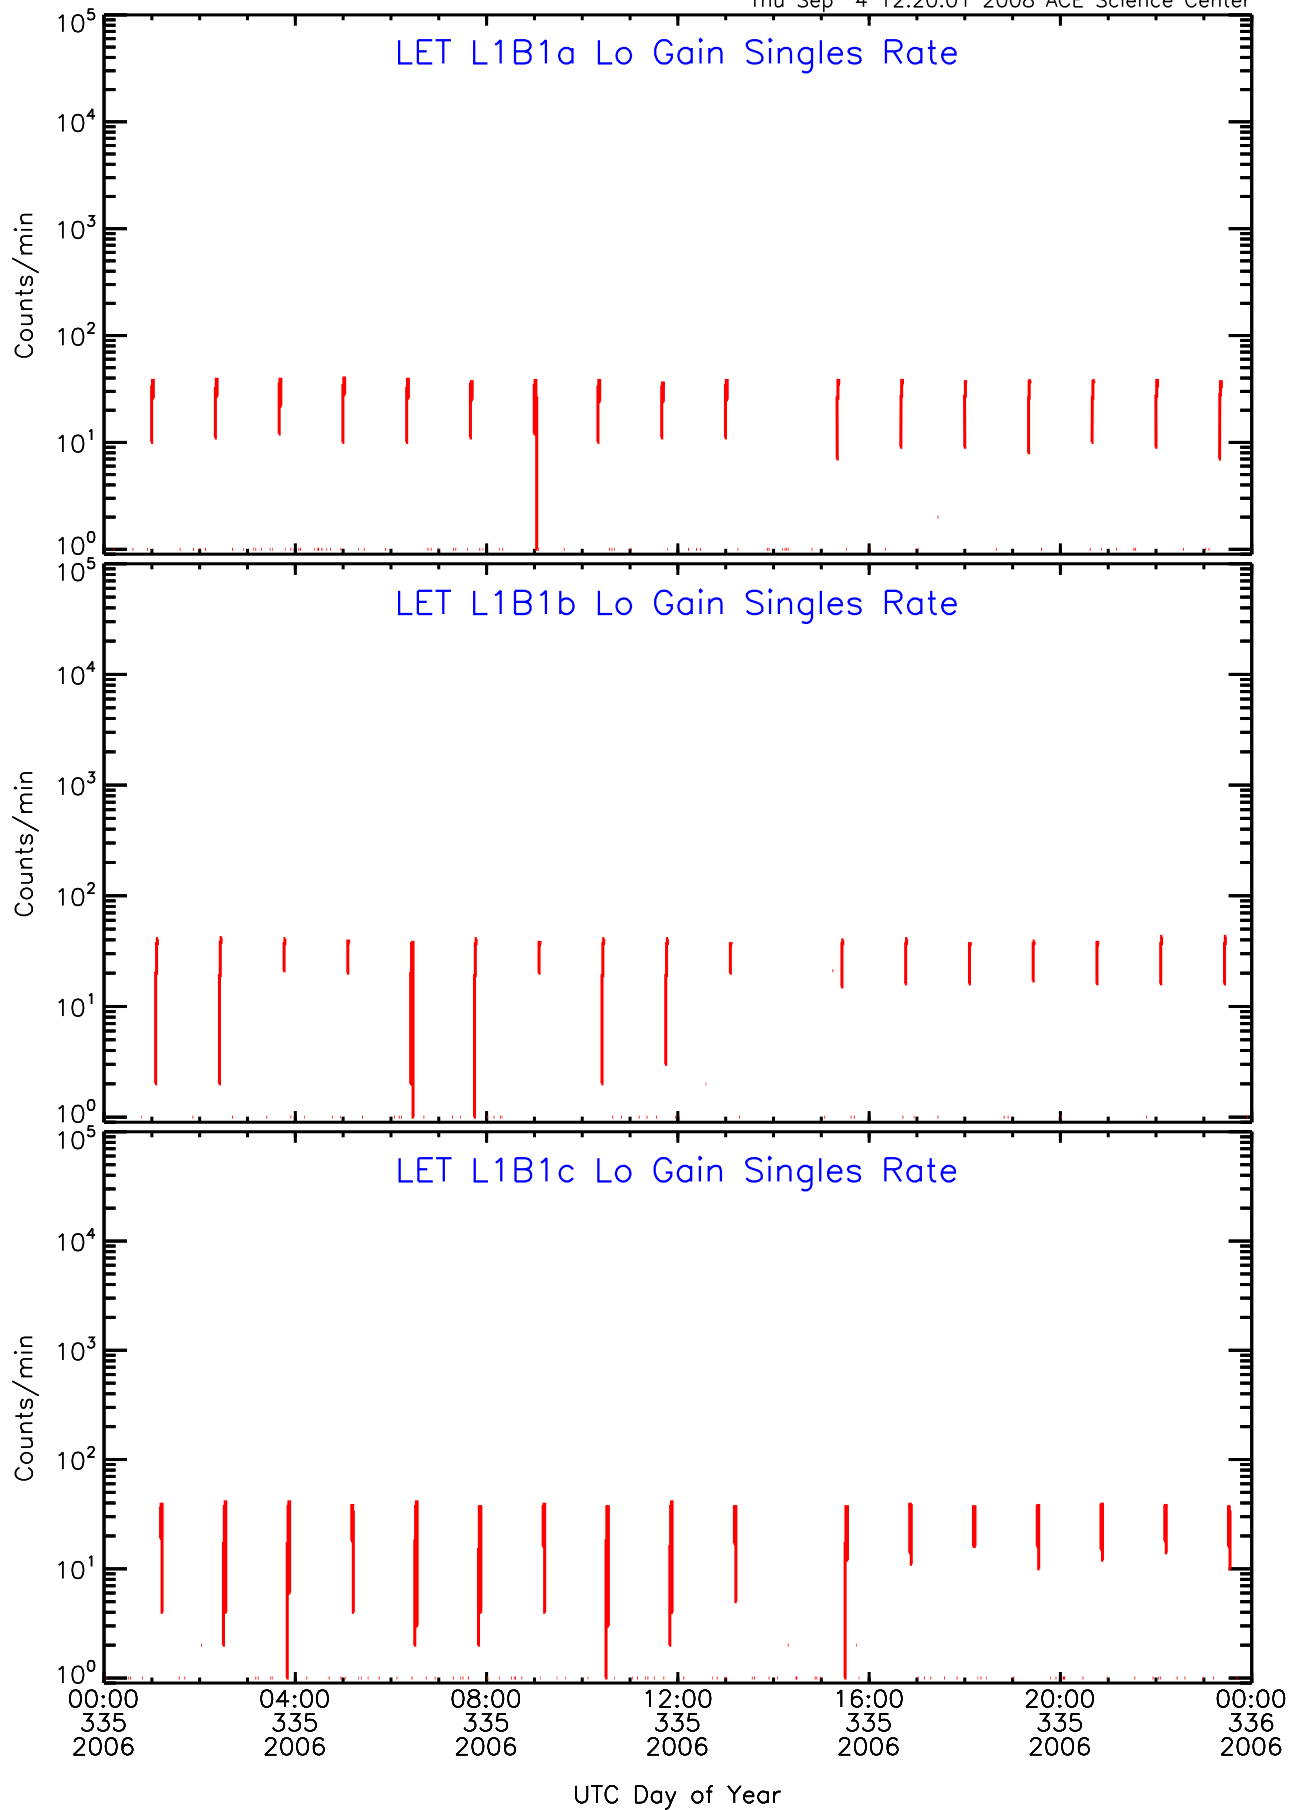 Thu Sep 4 12:20:01 2008 ACE Science Center
LET L1B1a Lo Gain Singles Rate
10^5
10^4
10^3
10^2
10^1
10^0
Counts/min
LET L1B1b Lo Gain Singles Rate
10^5
10^4
10^3
10^2
10^1
10^0
Counts/min
LET L1B1c Lo Gain Singles Rate
10^5
10^4
10^3
10^2
10^1
10^0
Counts/min
00:00 04:00 08:00 12:00 16:00 20:00 00:00
335 335 335 335 335 335 336
2006 2006 2006 2006 2006 2006 2006
UTC Day of Year